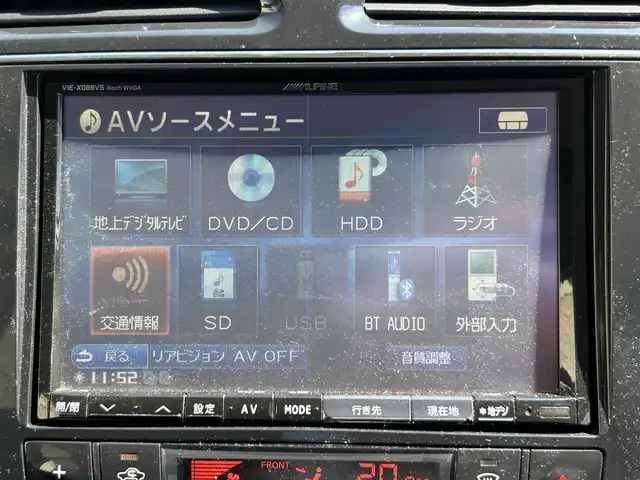 VIE-X088VS 8inch WVGA
ALPINE
AVソースメニュー
地上デジタルテレビ
DVD/CD
HDD
ラジオ
交通情報
SD
USB
BT AUDIO
外部入力
戻る
リアビジョン AV OFF
音質調整
11:52
開/閉
設定
AV
MODE
行き先
現在地
*地デジ
FRONT
20